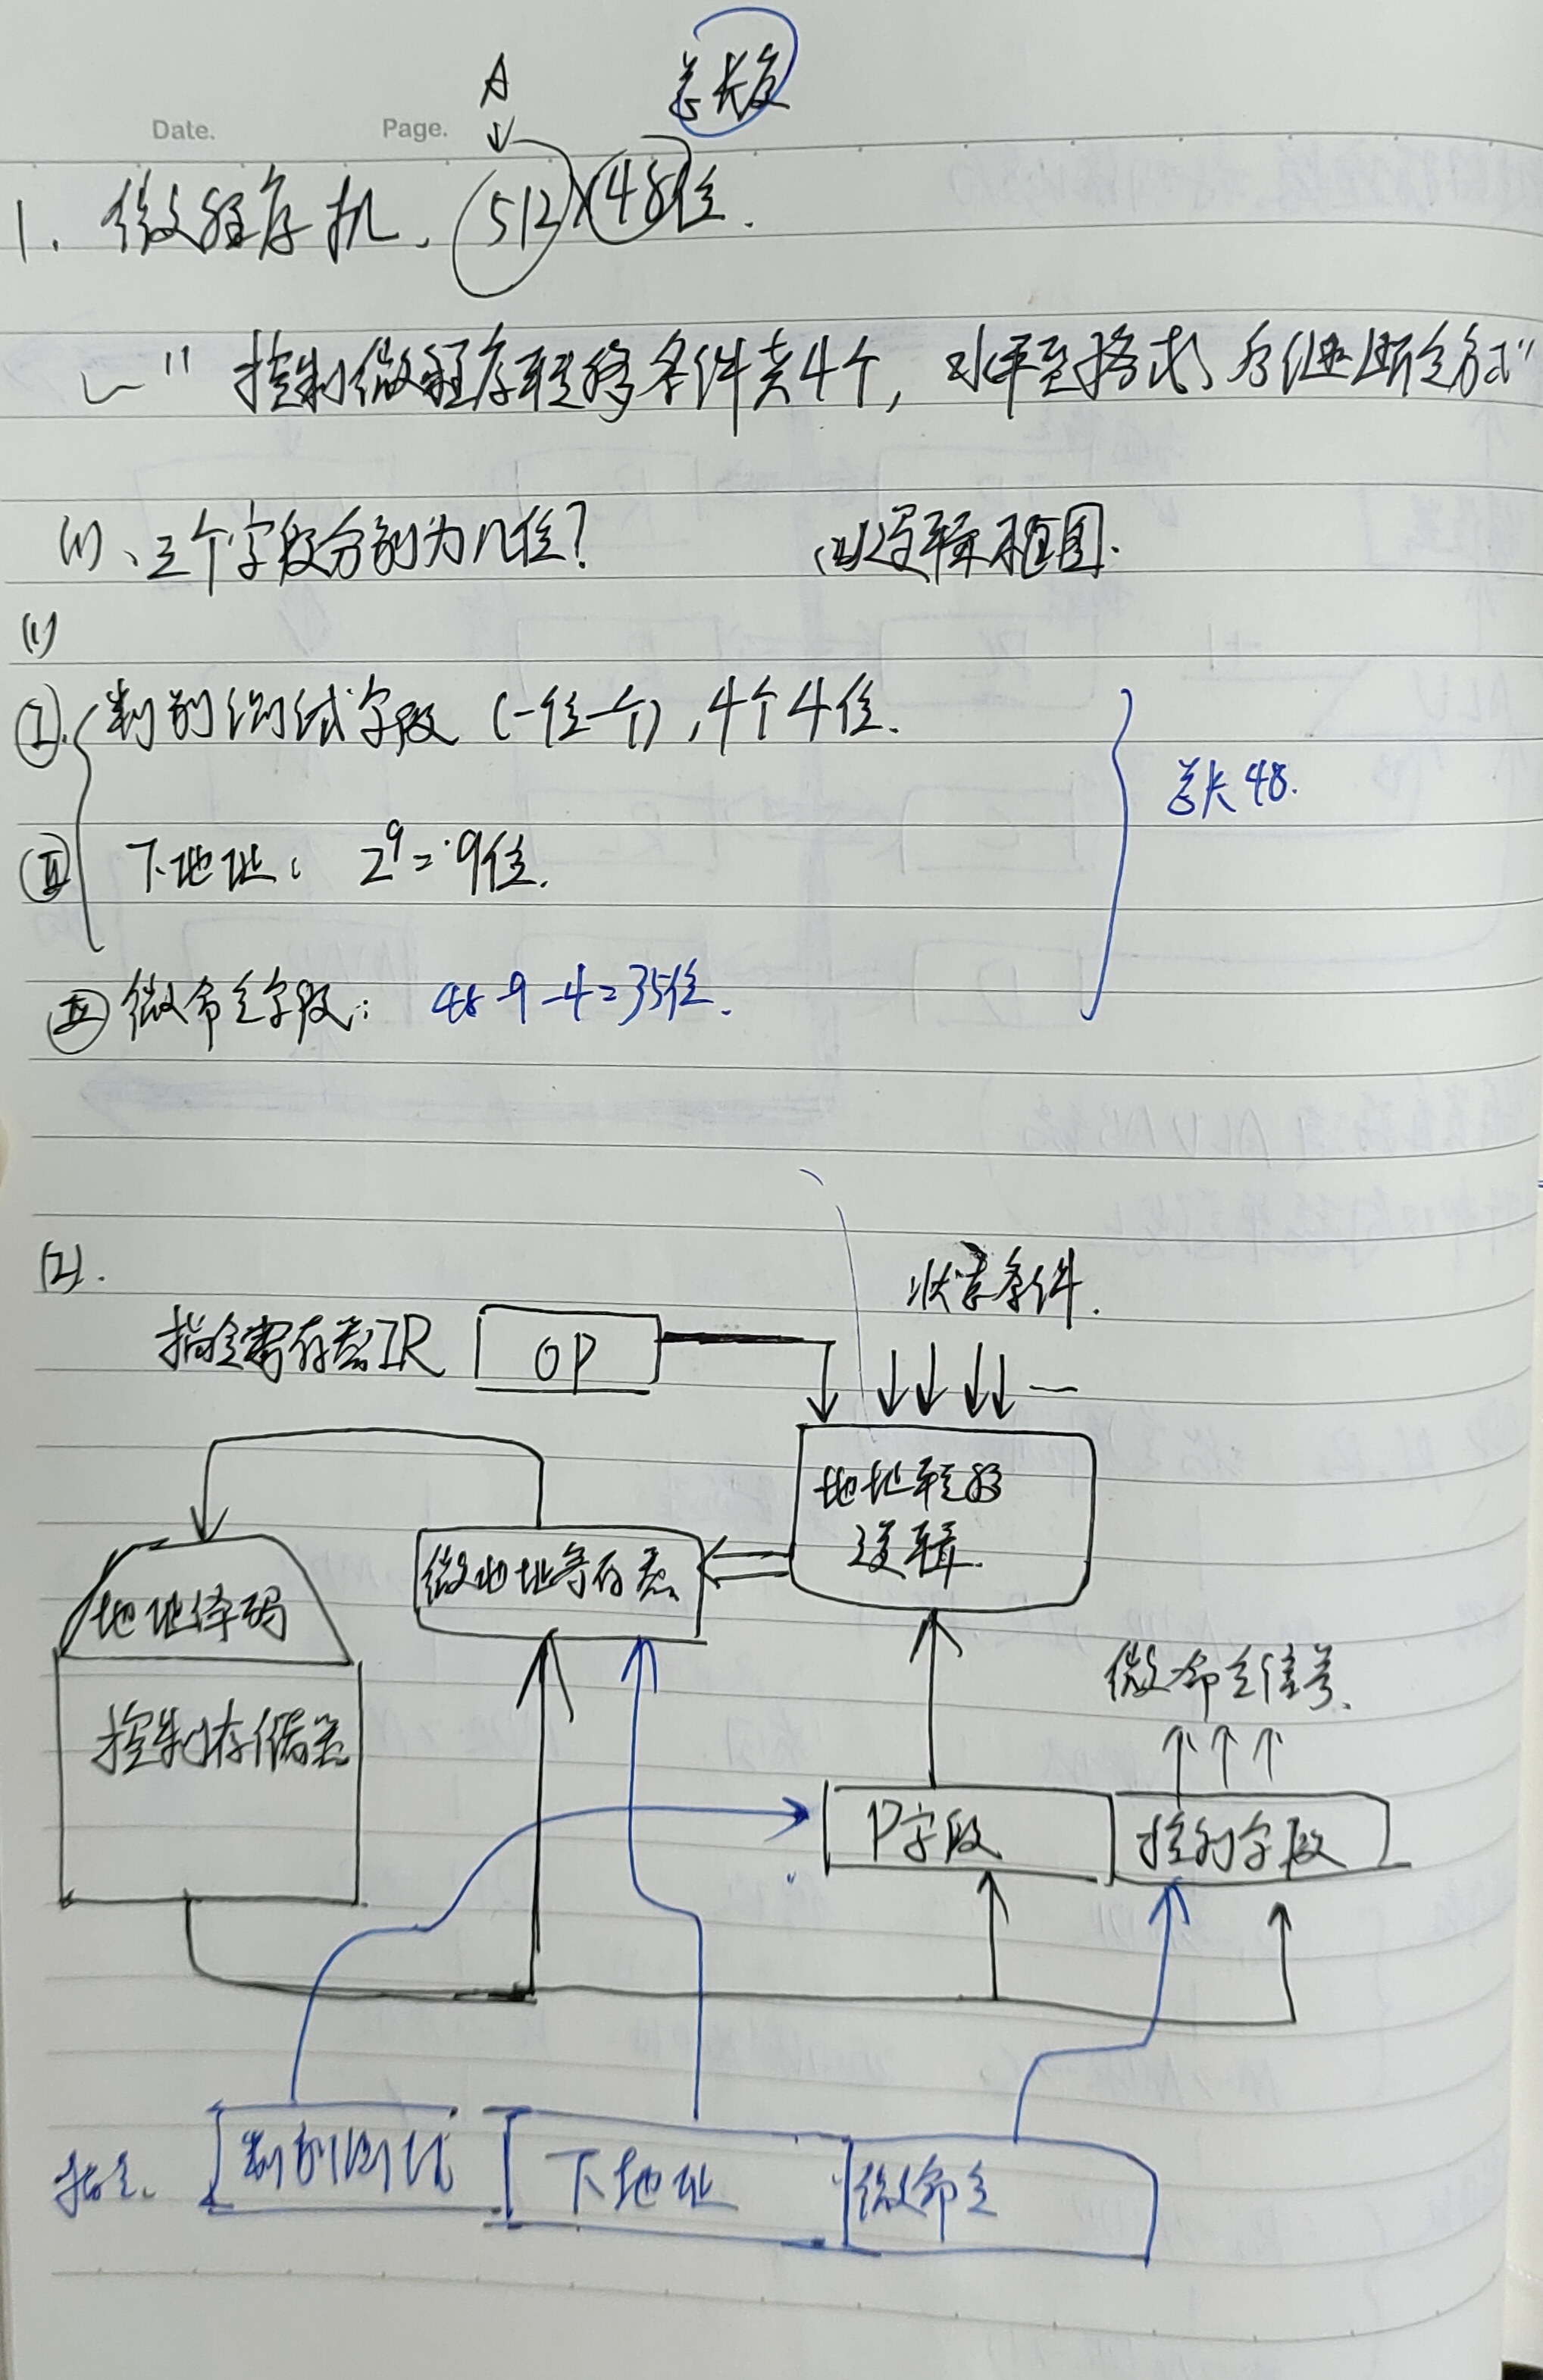 A 总长度
Date. Page.
1. 微程序机. 512×48位.
" 控制微程序转移条件共4个, 水平型格式, 后继断定方式"
(1)、三个字段分别为几位? (2)逻辑框图.
(1)
① 判别测试字段 (一位一个), 4个4位.
总长48.
② 下地址: 2⁹=9位.
③ 微命令字段: 48-9-4=35位.
(2).
状态条件.
指令寄存器IR OP
地址转移
逻辑.
微地址寄存器
地址译码
微命令信号.
控制存储器
P字段 控制字段
指令. 判别测试 下地址 微命令